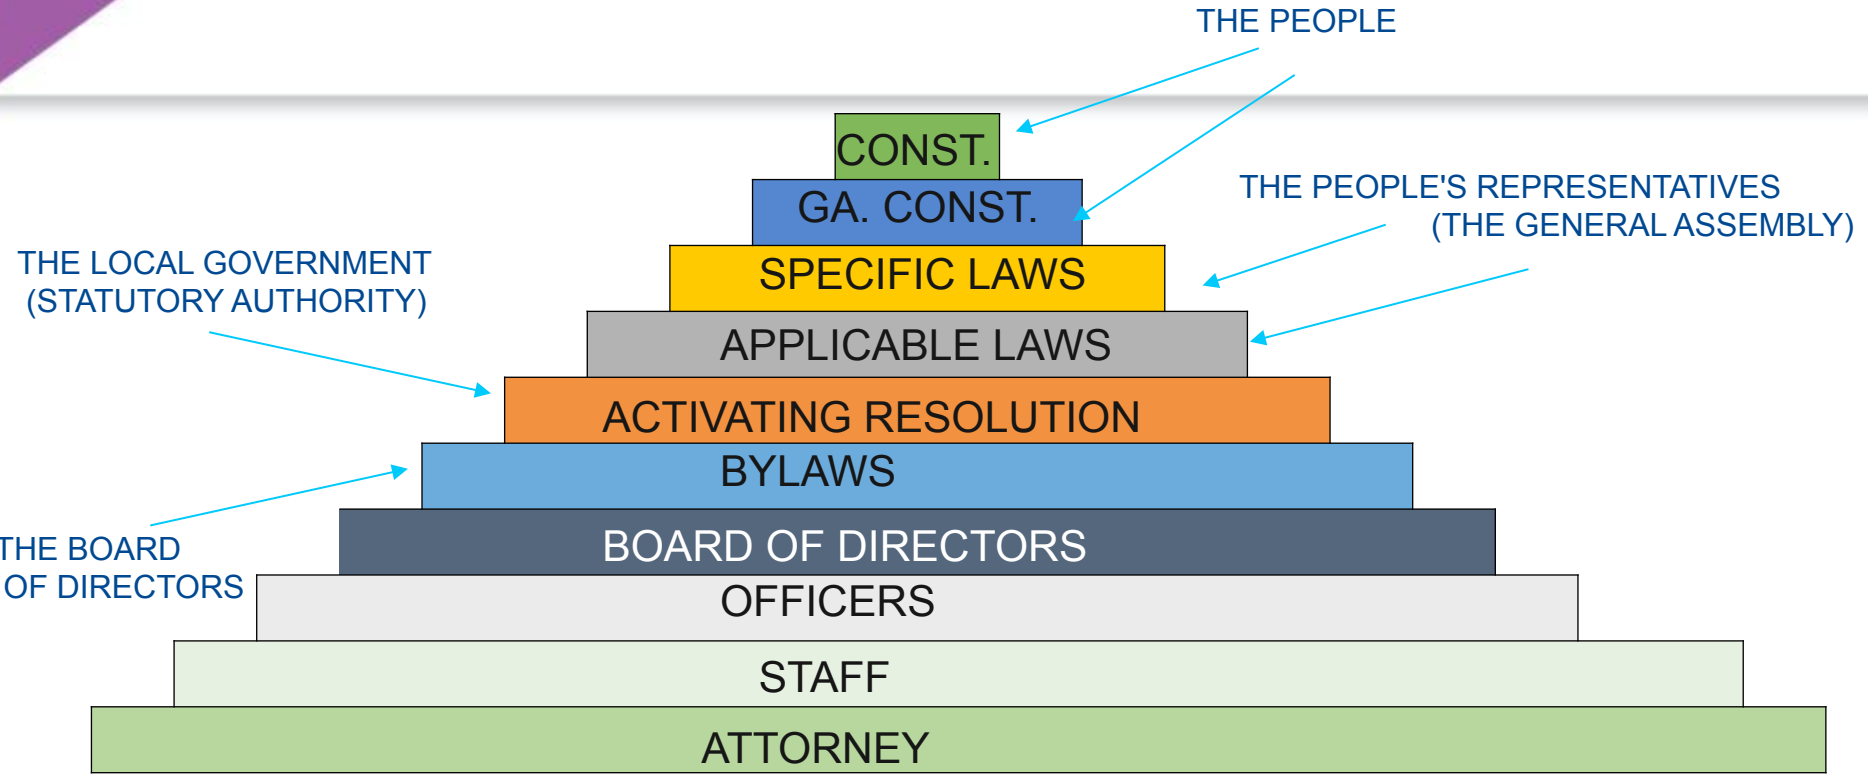 THE PEOPLE
CONST.
GA. CONST.
THE PEOPLE'S REPRESENTATIVES
(THE GENERAL ASSEMBLY)
THE LOCAL GOVERNMENT
(STATUTORY AUTHORITY)
SPECIFIC LAWS
APPLICABLE LAWS
ACTIVATING RESOLUTION
BYLAWS
THE BOARD
OF DIRECTORS
BOARD OF DIRECTORS
OFFICERS
STAFF
ATTORNEY